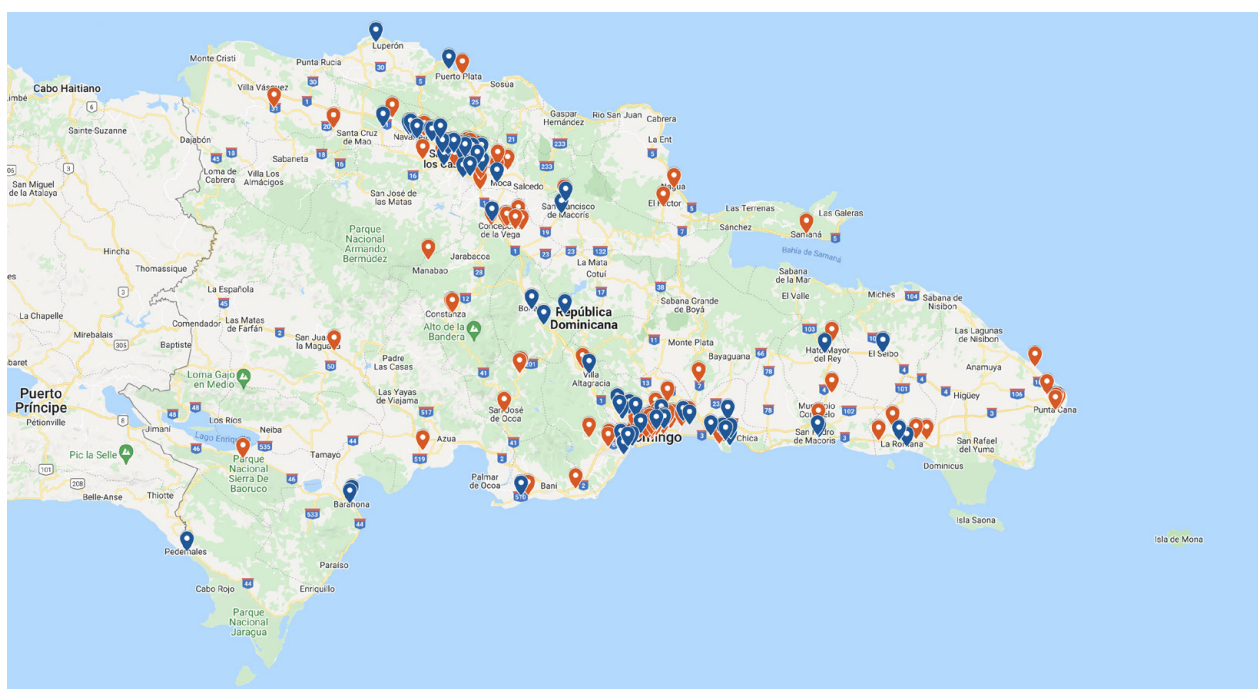 Luperón
Monte Cristi
Punta Rucia
Puerto Plata
Cabo Haitiano
Villa Vásquez
Sosúa
Gaspar
Hernández
Rio San Juan
Cabrera
Sainte-Suzanne
Dajabón
Santa Cruz
de Mao
La Ent
Sabaneta
los Ca
Loma de
Cabrera
Villa Los
Almácigos
Moca
Salcedo
Nagua
San Miguel
de la Atalaya
San José de
las Matas
El Factor
San Francisco
de Macorís
Las Terrenas
Las Galeras
Sánchez
Samaná
Concepción
de la Vega
Parque
Nacional
Armando
Bermúdez
Hincha
Jarabacoa
Bahía de Samaná
Thomassique
Manabao
La Mata
Cotuí
Sabana
de la Mar
La Española
El Valle
Miches
Sabana de
Nisibon
Constanza
Sabana Grande
de Boyá
República
Dominicana
La Chapelle
Las Matas
de Farfán
Comendador
Mirebalais
Baptiste
Alto de la
Bandera
San Juan de
la Maguana
Las Lagunas
de Nisibon
Monte Plata
Bayaguana
Hato Mayor
del Rey
El Seibo
Padre
Las Casas
Villa
Altagracia
Anamuya
Loma Gajo
en Medio
Puerto
Príncipe
Pétionville
Las Yayas
de Viajama
Higüey
Punta Cana
San José
de Ocoa
Los Ríos
Jimaní
Neiba
Lago Enriquillo
Azua
Chica
San Pedro
de Macorís
La Romana
San Rafael
del Yuma
Pic la Selle
Tamayo
Parque
Nacional
Sierra De
Baoruco
Dominicus
Palmar
de Ocoa
Baní
Belle-Anse
Thiotte
Barahona
Isla Saona
Isla de Mona
Pedernales
Paraíso
Cabo Rojo
Enriquillo
Parque
Nacional
Jaragua